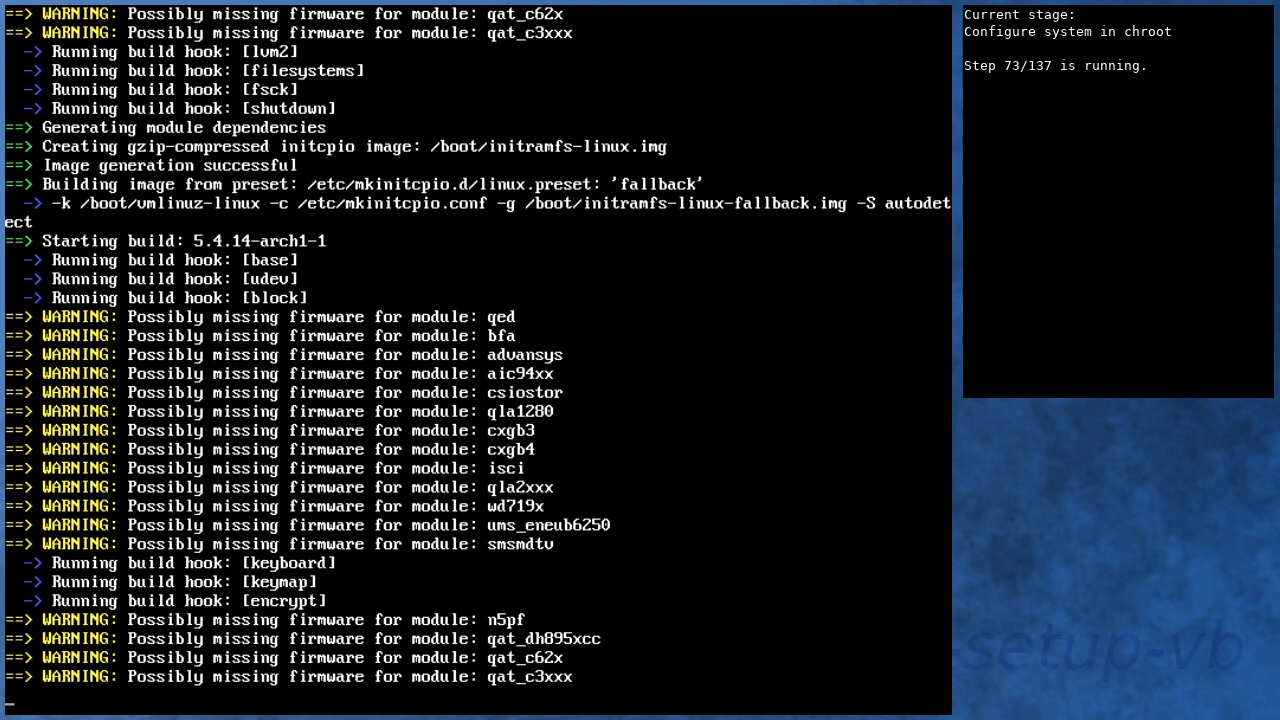 ==> WARNING: Possibly missing firmware for module: qat_c62x
==> WARNING: Possibly missing firmware for module: qat_c3xxx
  -> Running build hook: [lvm2]
  -> Running build hook: [filesystems]
  -> Running build hook: [fsck]
  -> Running build hook: [shutdown]
==> Generating module dependencies
==> Creating gzip-compressed initcpio image: /boot/initramfs-linux.img
==> Image generation successful
==> Building image from preset: /etc/mkinitcpio.d/linux.preset: 'fallback'
  -> -k /boot/vmlinuz-linux -c /etc/mkinitcpio.conf -g /boot/initramfs-linux-fallback.img -S autodet
ect
==> Starting build: 5.4.14-arch1-1
  -> Running build hook: [base]
  -> Running build hook: [udev]
  -> Running build hook: [block]
==> WARNING: Possibly missing firmware for module: qed
==> WARNING: Possibly missing firmware for module: bfa
==> WARNING: Possibly missing firmware for module: advansys
==> WARNING: Possibly missing firmware for module: aic94xx
==> WARNING: Possibly missing firmware for module: csiostor
==> WARNING: Possibly missing firmware for module: qla1280
==> WARNING: Possibly missing firmware for module: cxgb3
==> WARNING: Possibly missing firmware for module: cxgb4
==> WARNING: Possibly missing firmware for module: isci
==> WARNING: Possibly missing firmware for module: qla2xxx
==> WARNING: Possibly missing firmware for module: wd719x
==> WARNING: Possibly missing firmware for module: ums_eneub6250
==> WARNING: Possibly missing firmware for module: smsmdtv
  -> Running build hook: [keyboard]
  -> Running build hook: [keymap]
  -> Running build hook: [encrypt]
==> WARNING: Possibly missing firmware for module: n5pf
==> WARNING: Possibly missing firmware for module: qat_dh895xcc
==> WARNING: Possibly missing firmware for module: qat_c62x
==> WARNING: Possibly missing firmware for module: qat_c3xxx
_
Current stage:
Configure system in chroot
Step 73/137 is running.
-setup-vb